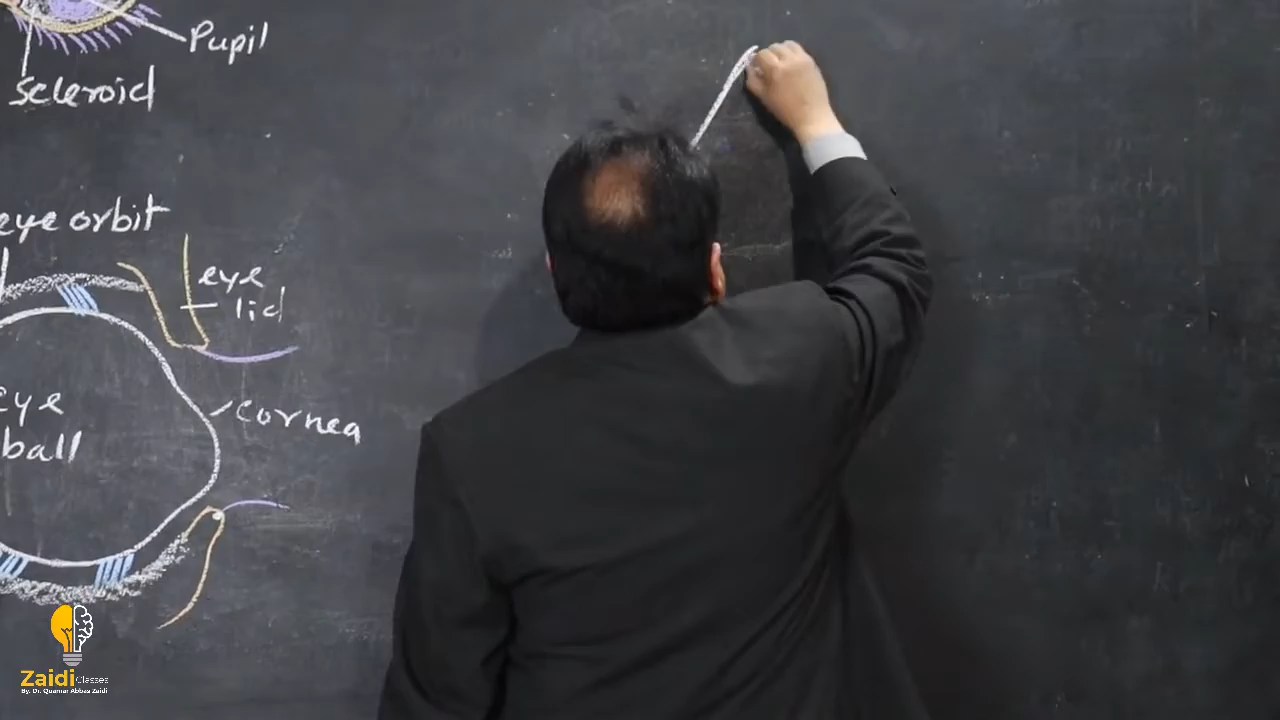 Pupil
scleroid
eye orbit
eye
lid
cornea
eye
ball
Zaidi Classes
By. Dr. Quamar Abbas Zaidi